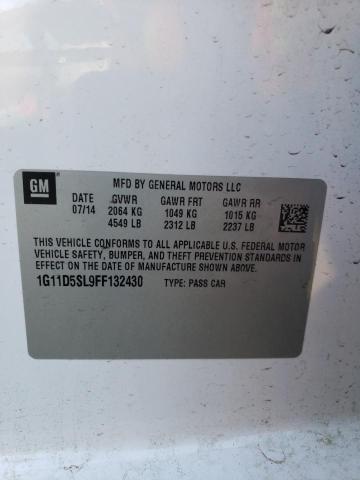 GM
MFD BY GENERAL MOTORS LLC
DATE GVWR GAWR FRT GAWR RR
07/14 2064 KG 1049 KG 1015 KG
4549 LB 2312 LB 2237 LB
THIS VEHICLE CONFORMS TO ALL APPLICABLE U.S. FEDERAL MOTOR
VEHICLE SAFETY, BUMPER, AND THEFT PREVENTION STANDARDS IN
EFFECT ON THE DATE OF MANUFACTURE SHOWN ABOVE.
1G11D5SL9FF132430 TYPE: PASS CAR